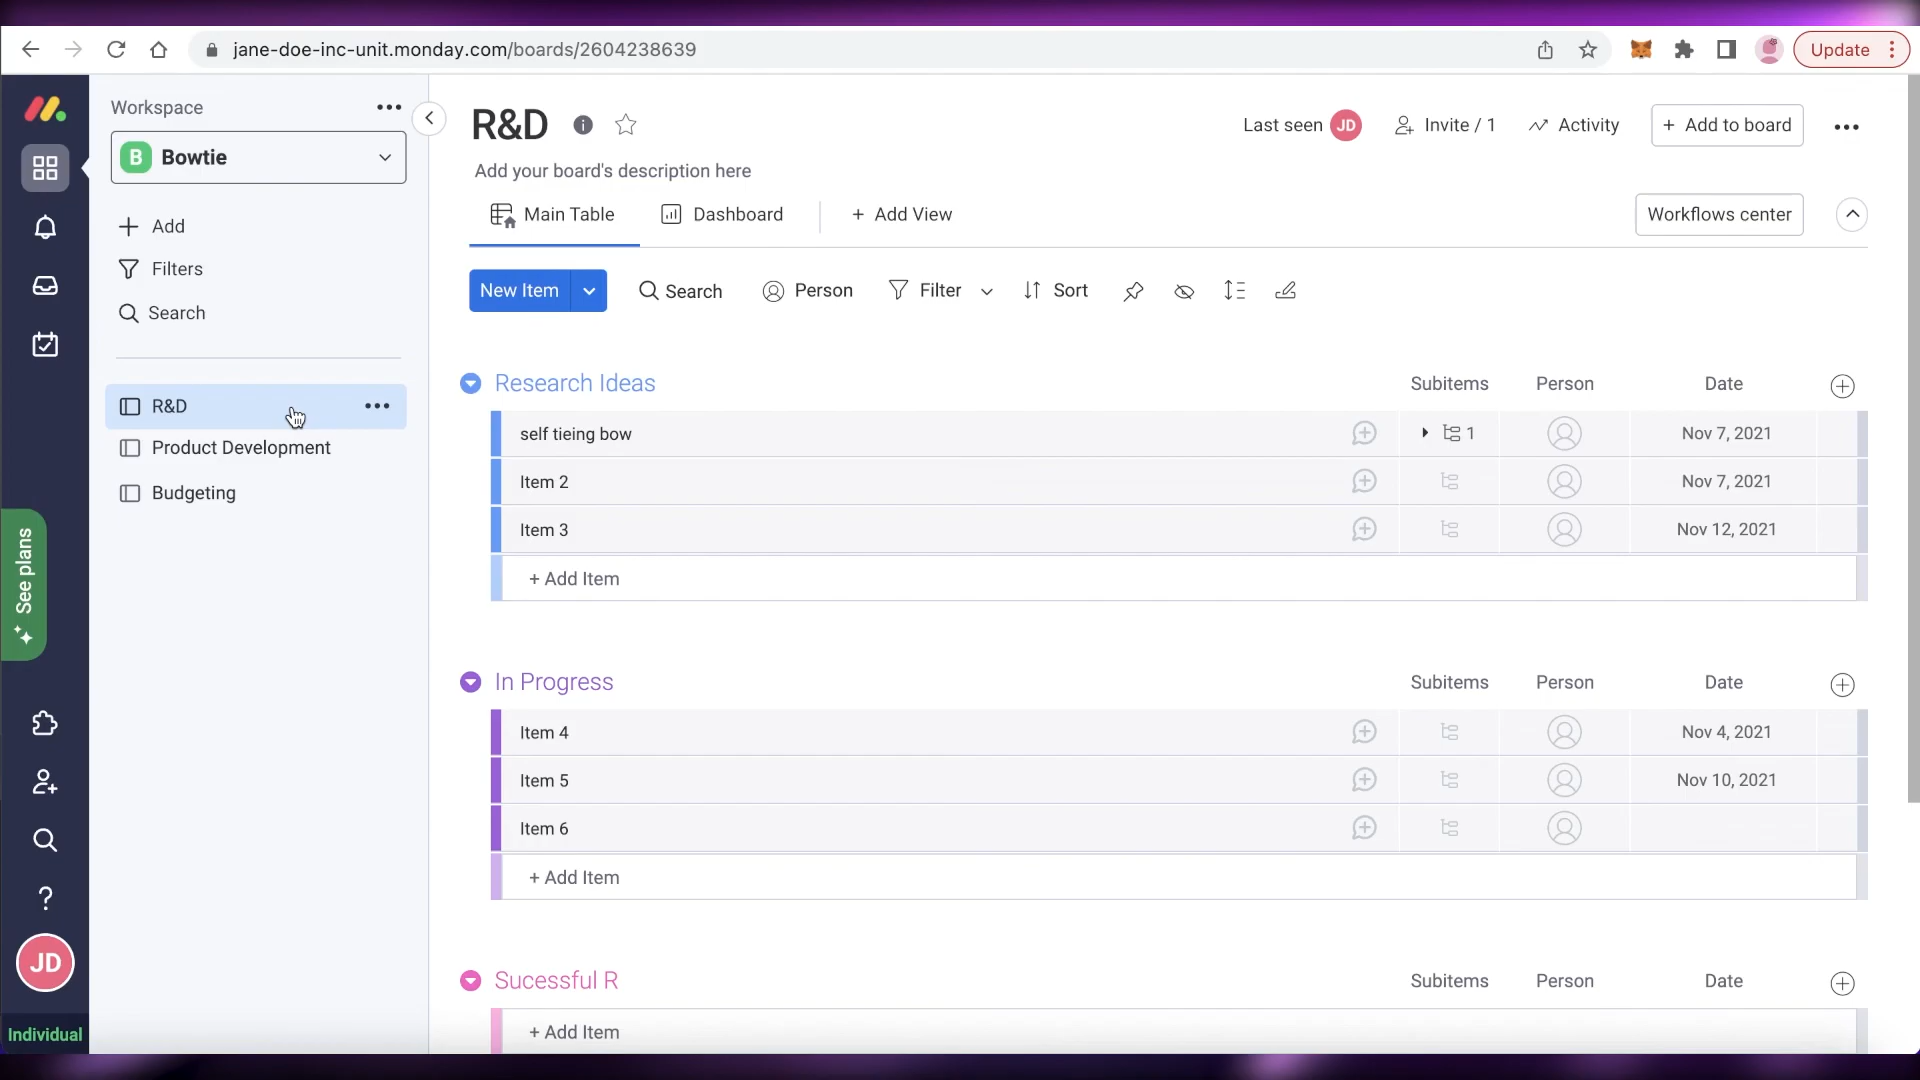 jane-doe-inc-unit.monday.com/boards/2604238639
Update
Workspace
B Bowtie
Add
Filters
Search
R&D
Product Development
Budgeting
See plans
JD
Individual
R&D
Last seen JD
Invite / 1
Activity
+ Add to board
Add your board's description here
Main Table
Dashboard
+ Add View
Workflows center
New Item
Search
Person
Filter
Sort
Research Ideas Subitems Person Date
self tieing bow 1 Nov 7, 2021
Item 2 Nov 7, 2021
Item 3 Nov 12, 2021
+ Add Item
In Progress Subitems Person Date
Item 4 Nov 4, 2021
Item 5 Nov 10, 2021
Item 6
+ Add Item
Sucessful R Subitems Person Date
+ Add Item